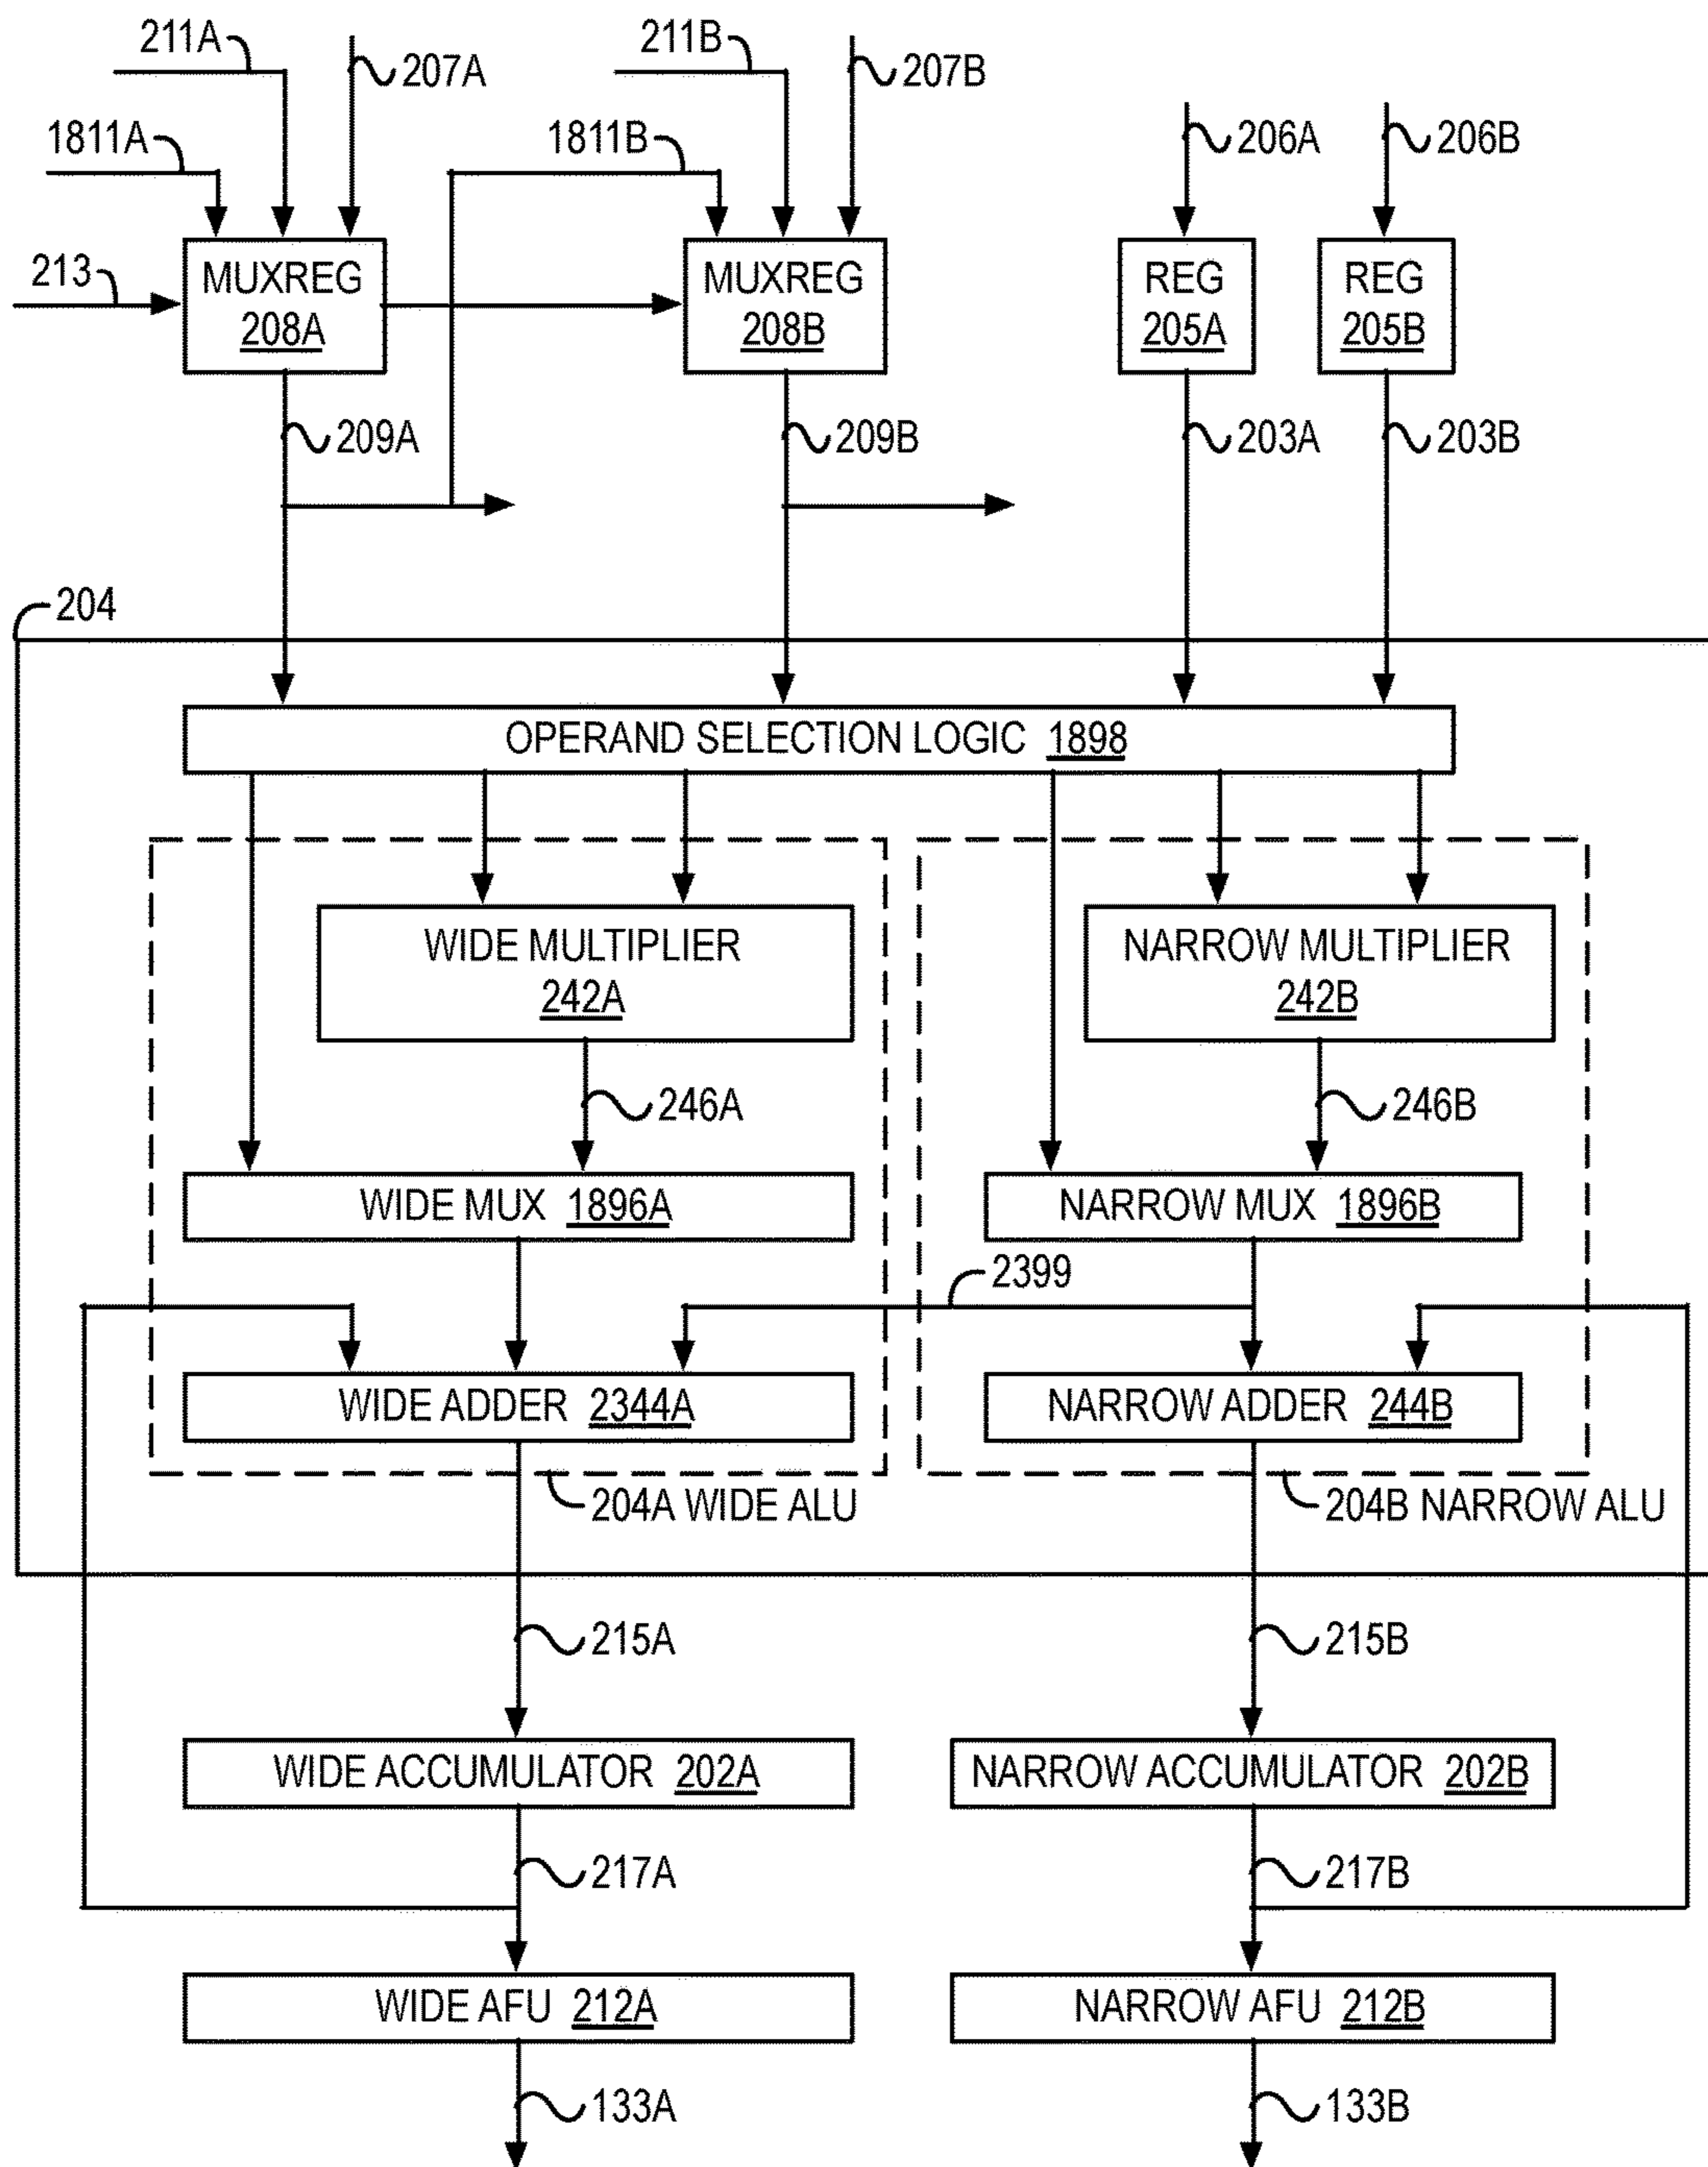 211A
207A
211B
207B
1811A
1811B
206A
206B
213
MUXREG
208A
MUXREG
208B
REG
205A
REG
205B
209A
209B
203A
203B
204
OPERAND SELECTION LOGIC 1898
WIDE MULTIPLIER
242A
NARROW MULTIPLIER
242B
246A
246B
WIDE MUX 1896A
NARROW MUX 1896B
2399
WIDE ADDER 2344A
NARROW ADDER 244B
204A WIDE ALU
204B NARROW ALU
215A
215B
WIDE ACCUMULATOR 202A
NARROW ACCUMULATOR 202B
217A
217B
WIDE AFU 212A
NARROW AFU 212B
133A
133B